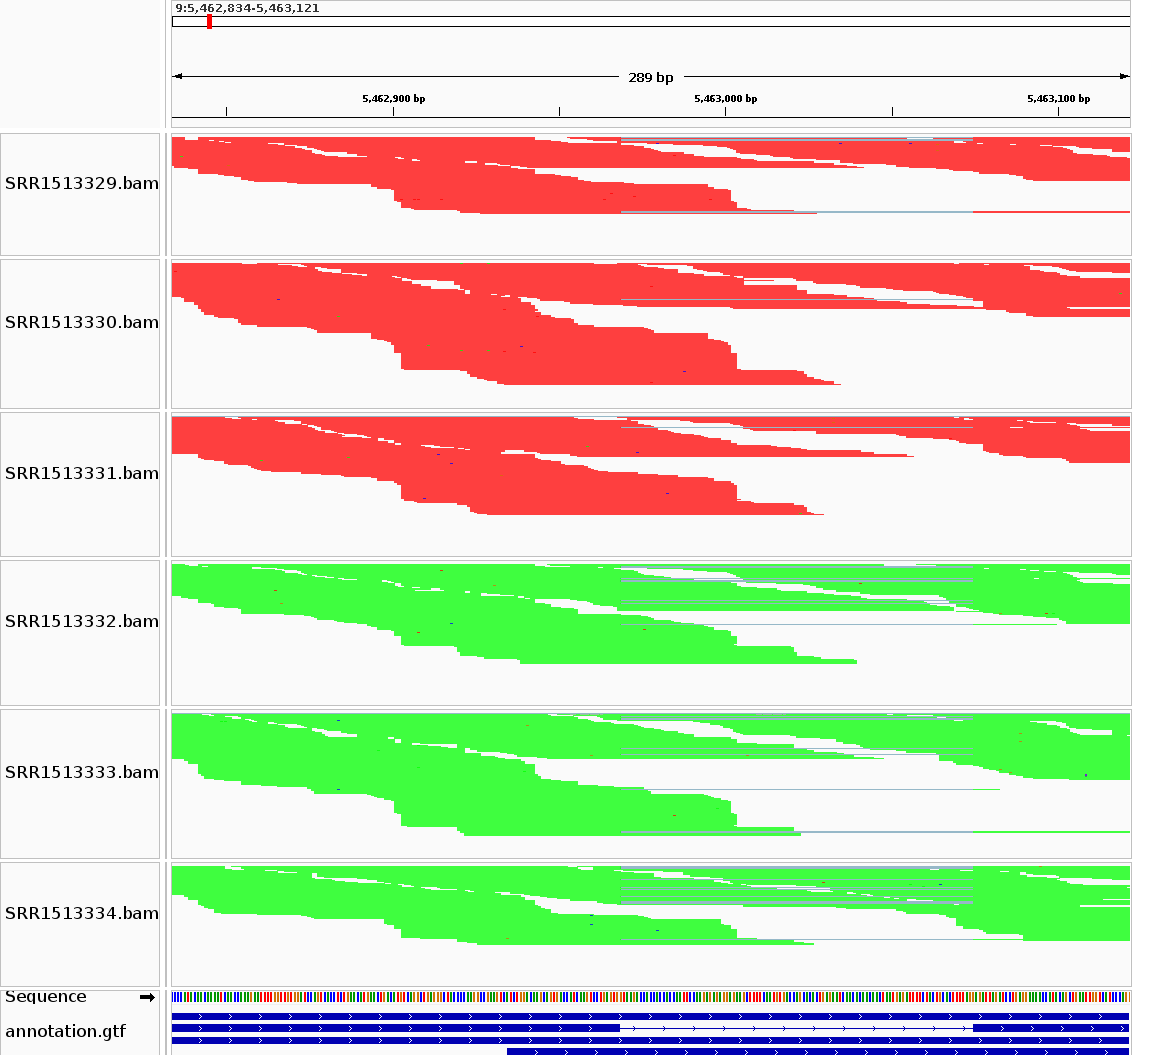 9:5,462,834-5,463,121
289 bp
5,462,900 bp 5,463,000 bp 5,463,100 bp
SRR1513329.bam
SRR1513330.bam
SRR1513331.bam
SRR1513332.bam
SRR1513333.bam
SRR1513334.bam
Sequence
annotation.gtf